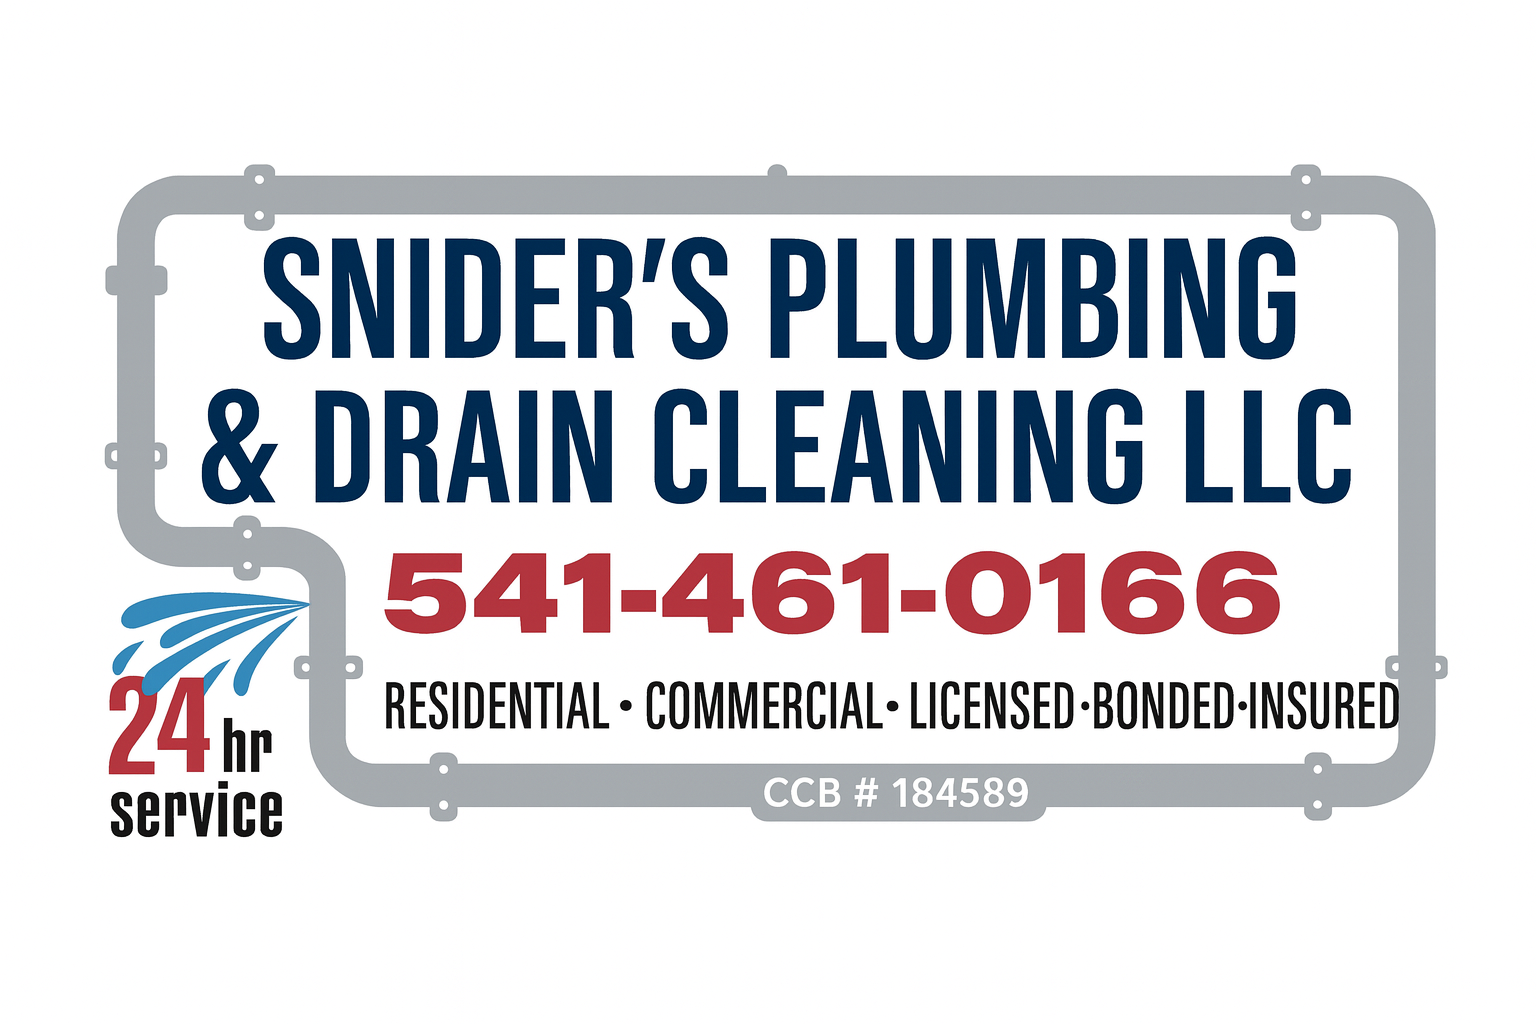 SNIDER'S PLUMBING
& DRAIN CLEANING LLC
541-461-0166
RESIDENTIAL • COMMERCIAL• LICENSED•BONDED•INSURED
CCB # 184589
24 hr
service